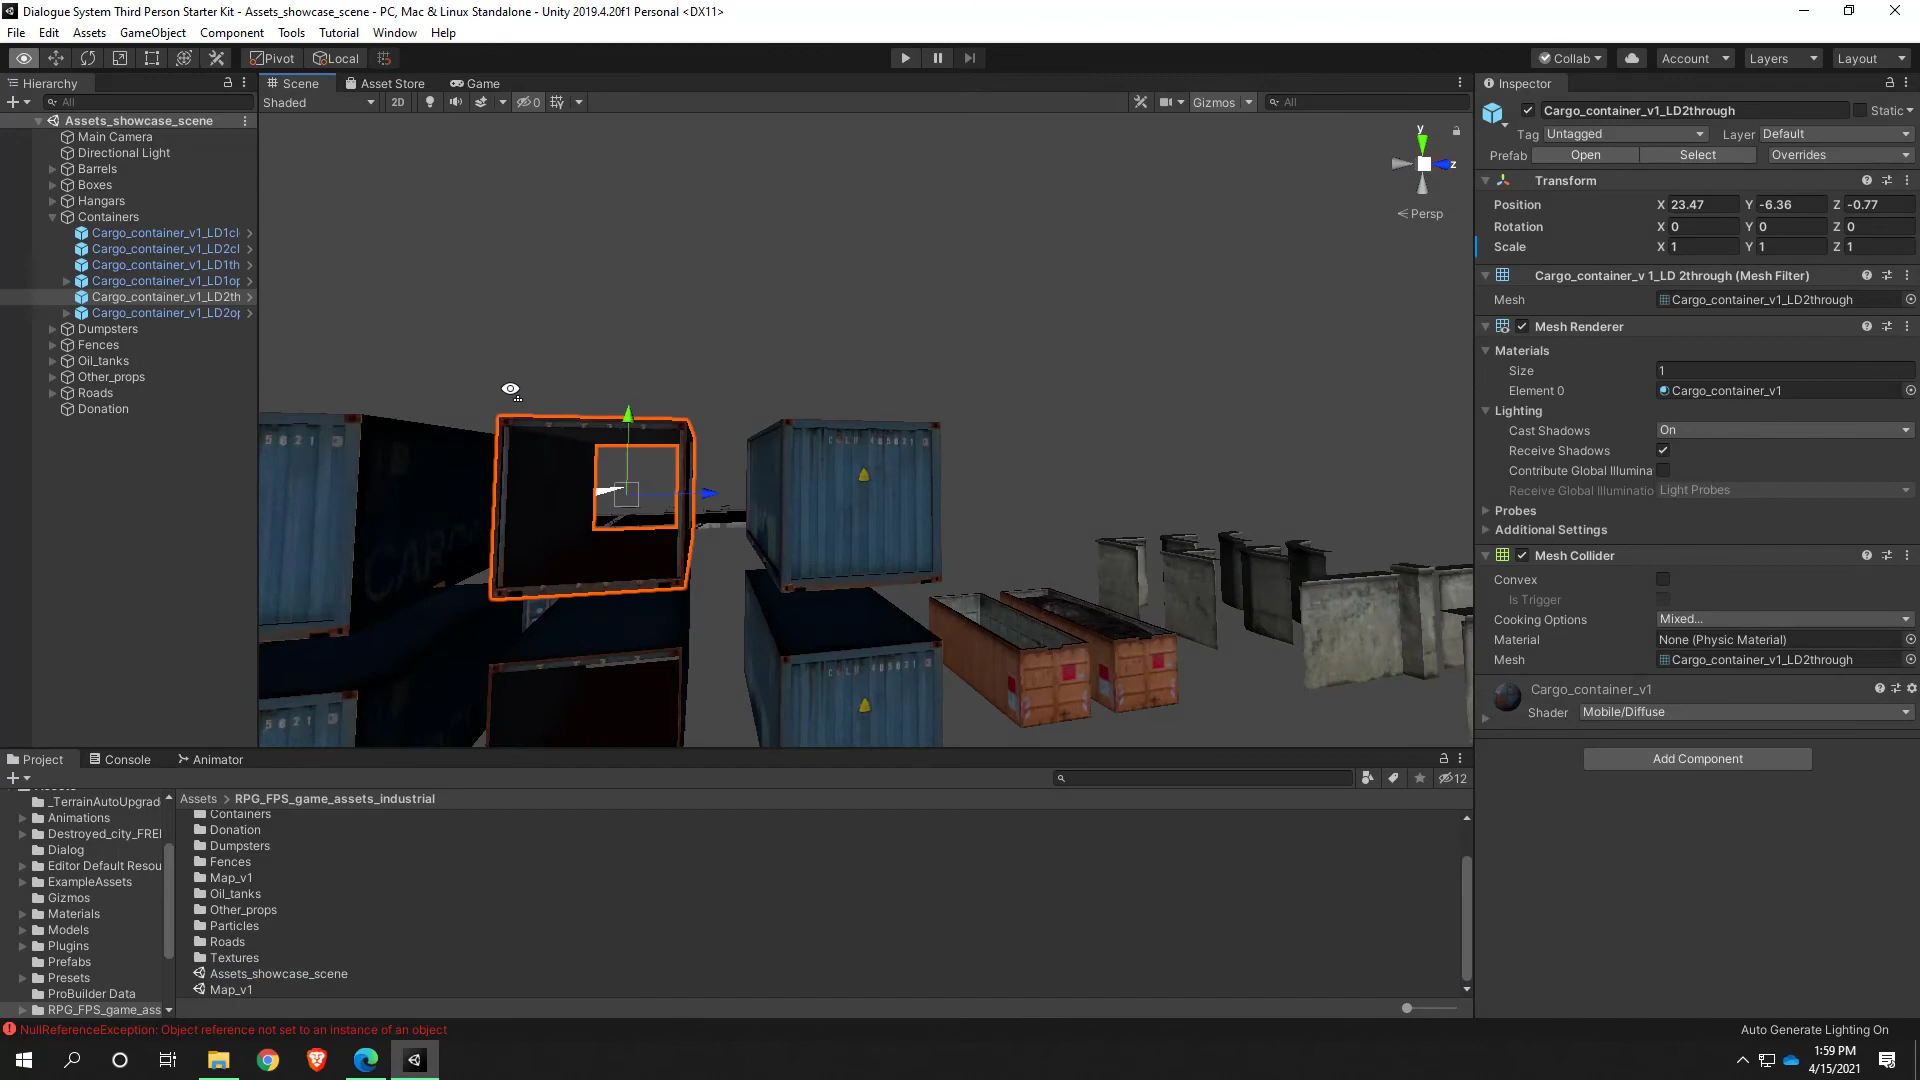 Dialogue System Third Person Starter Kit - Assets_showcase_scene - PC, Mac & Linux Standalone - Unity 2019.4.20f1 Personal <DX11>
File Edit Assets GameObject Component Tools Tutorial Window Help
Pivot Local Collab Account Layers Layout
Hierarchy
All
Assets_showcase_scene
Main Camera
Directional Light
Barrels
Boxes
Hangars
Containers
Cargo_container_v1_LD1cl
Cargo_container_v1_LD2cl
Cargo_container_v1_LD1th
Cargo_container_v1_LD1op
Cargo_container_v1_LD2th
Cargo_container_v1_LD2op
Dumpsters
Fences
Oil_tanks
Other_props
Roads
Donation
Scene Asset Store Game
Shaded 2D 0 Gizmos All
y
z
Persp
5621
CARGO
465621
5621
465621
Inspector
Cargo_container_v1_LD2through Static
Tag Untagged Layer Default
Prefab Open Select Overrides
Transform
Position X 23.47 Y -6.36 Z -0.77
Rotation X 0 Y 0 Z 0
Scale X 1 Y 1 Z 1
Cargo_container_v 1_LD 2through (Mesh Filter)
Mesh Cargo_container_v1_LD2through
Mesh Renderer
Materials
Size 1
Element 0 Cargo_container_v1
Lighting
Cast Shadows On
Receive Shadows
Contribute Global Illumina
Receive Global Illuminatio Light Probes
Probes
Additional Settings
Mesh Collider
Convex
Is Trigger
Cooking Options Mixed...
Material None (Physic Material)
Mesh Cargo_container_v1_LD2through
Cargo_container_v1
Shader Mobile/Diffuse
Add Component
Project Console Animator
12
Assets
_TerrainAutoUpgrad
Animations
Destroyed_city_FREI
Dialog
Editor Default Resou
ExampleAssets
Gizmos
Materials
Models
Plugins
Prefabs
Presets
ProBuilder Data
RPG_FPS_game_ass
Assets > RPG_FPS_game_assets_industrial
Containers
Donation
Dumpsters
Fences
Map_v1
Oil_tanks
Other_props
Particles
Roads
Textures
Assets_showcase_scene
Map_v1
NullReferenceException: Object reference not set to an instance of an object
Auto Generate Lighting On
1:59 PM
4/15/2021